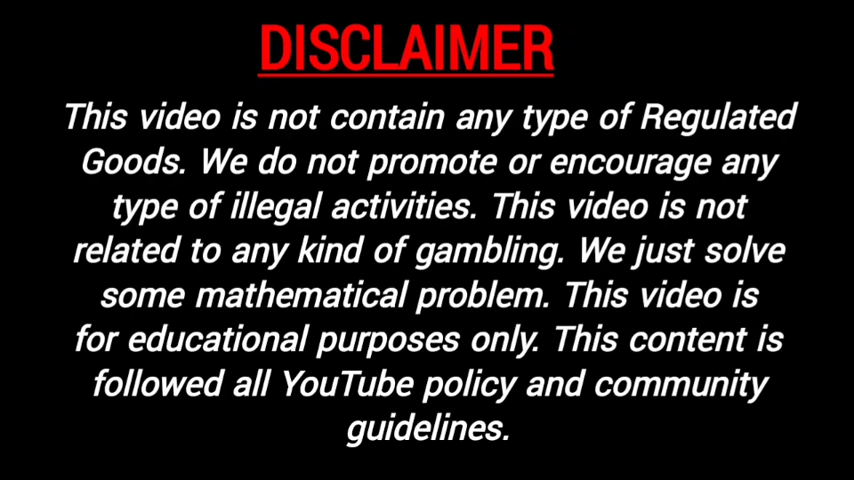 DISCLAIMER
This video is not contain any type of Regulated
Goods. We do not promote or encourage any
type of illegal activities. This video is not
related to any kind of gambling. We just solve
some mathematical problem. This video is
for educational purposes only. This content is
followed all YouTube policy and community
guidelines.